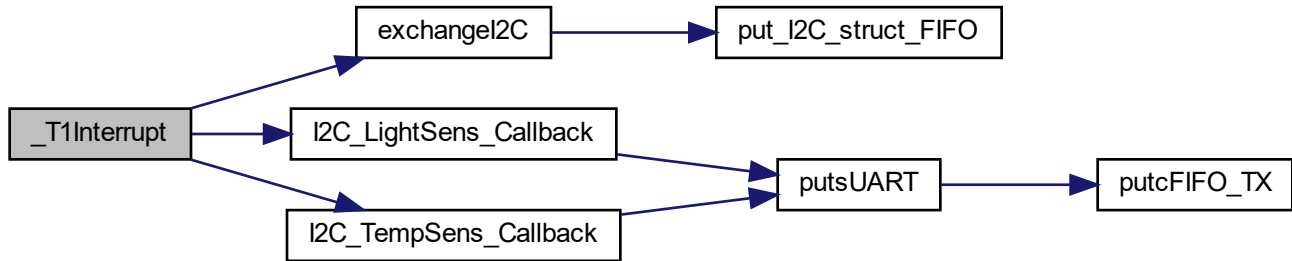 exchangeI2C
put_I2C_struct_FIFO
_T1Interrupt
I2C_LightSens_Callback
putsUART
putcFIFO_TX
I2C_TempSens_Callback